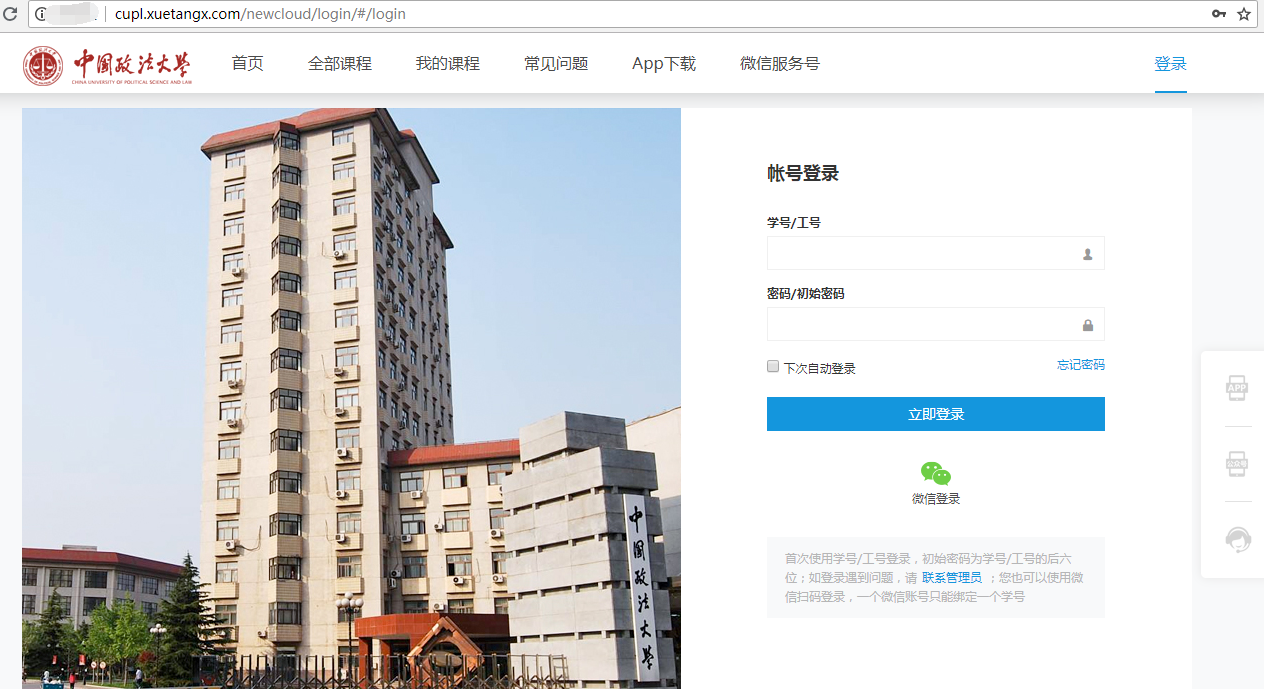 cupl.xuetangx.com/newcloud/login/#/login
中国政法大学
CHINA UNIVERSITY OF POLITICAL SCIENCE AND LAW
首页
全部课程
我的课程
常见问题
App下载
微信服务号
登录
中国政法大学
帐号登录
学号/工号
密码/初始密码
下次自动登录
忘记密码
立即登录
微信登录
首次使用学号/工号登录，初始密码为学号/工号的后六
位；如登录遇到问题，请 联系管理员 ；您也可以使用微
信扫码登录，一个微信账号只能绑定一个学号
APP
公众号